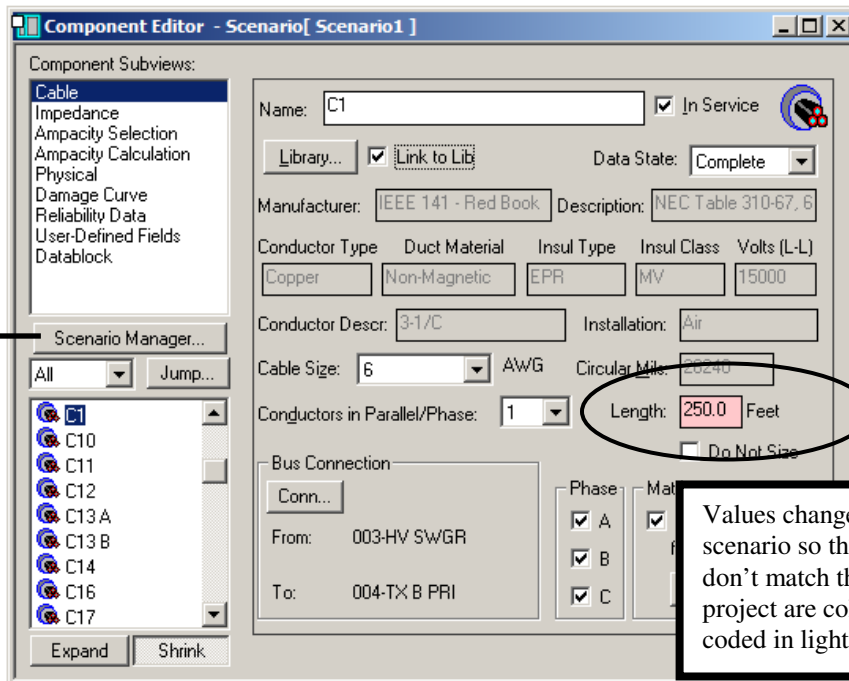 Component Editor - Scenario[ Scenario1 ]
Component Subviews:
Cable
Impedance
Ampacity Selection
Ampacity Calculation
Physical
Damage Curve
Reliability Data
User-Defined Fields
Datablock
Scenario Manager...
All Jump...
C1
C10
C11
C12
C13 A
C13 B
C14
C16
C17
Expand Shrink
Name: C1 In Service
Library... Link to Lib Data State: Complete
Manufacturer: IEEE 141 - Red Book Description: NEC Table 310-67, 6
Conductor Type Duct Material Insul Type Insul Class Volts (L-L)
Copper Non-Magnetic EPR MV 15000
Conductor Descr: 3-1/C Installation: Air
Cable Size: 6 AWG Circular Mils: 26240
Conductors in Parallel/Phase: 1 Length: 250.0 Feet
Do Not Size
Bus Connection
Conn...
From: 003-HV SWGR
To: 004-TX B PRI
Phase
A
B
C
Mat
Values change
scenario so th
don't match th
project are co
coded in light